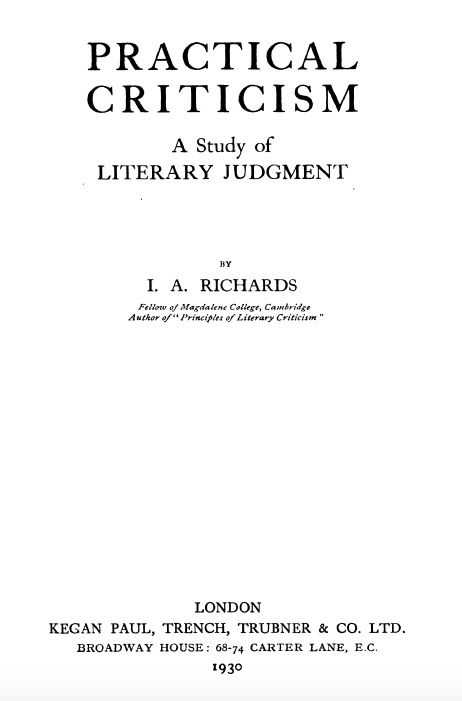 PRACTICAL
CRITICISM
A Study of
LITERARY JUDGMENT
BY
I. A. RICHARDS
Fellow of Magdalene College, Cambridge
Author of "Principles of Literary Criticism"
LONDON
KEGAN PAUL, TRENCH, TRUBNER & CO. LTD.
BROADWAY HOUSE: 68-74 CARTER LANE, E.C.
1930